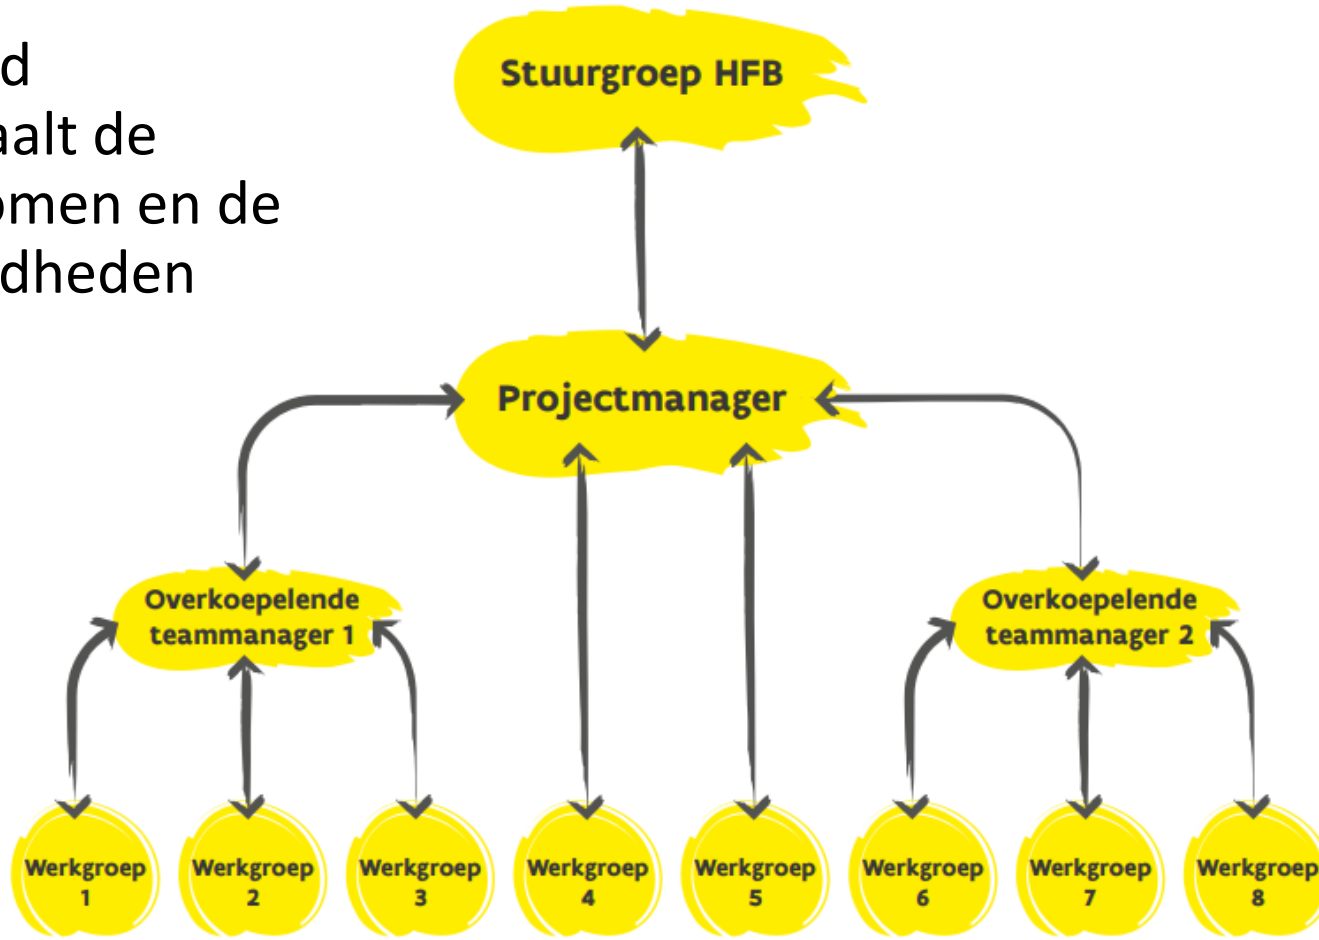 d
aalt de
omen en de
dheden
Stuurgroep HFB
Projectmanager
Overkoepelende
teammanager 1
Overkoepelende
teammanager 2
Werkgroep
1
Werkgroep
2
Werkgroep
3
Werkgroep
4
Werkgroep
5
Werkgroep
6
Werkgroep
7
Werkgroep
8